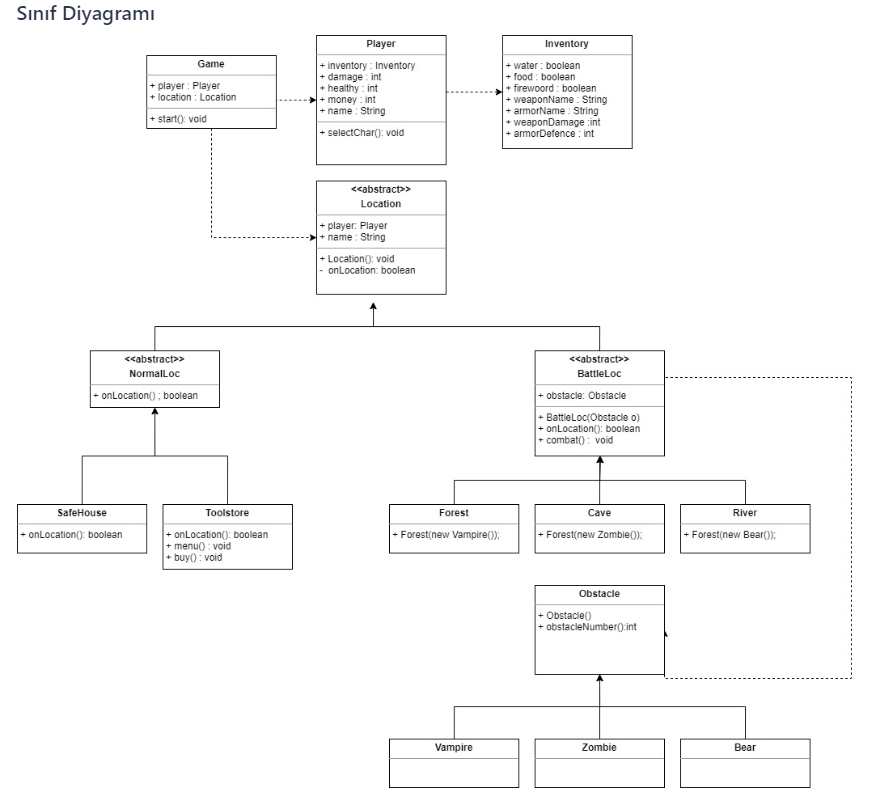 Sınıf Diyagramı
Game
+ player : Player
+ location : Location
+ start(): void
Player
+ inventory : Inventory
+ damage : int
+ healthy : int
+ money : int
+ name : String
+ selectChar(): void
Inventory
+ water : boolean
+ food : boolean
+ firewoord : boolean
+ weaponName : String
+ armorName : String
+ weaponDamage :int
+ armorDefence : int
<<abstract>>
Location
+ player: Player
+ name : String
+ Location(): void
- onLocation: boolean
<<abstract>>
NormalLoc
+ onLocation() ; boolean
<<abstract>>
BattleLoc
+ obstacle: Obstacle
+ BattleLoc(Obstacle o)
+ onLocation(): boolean
+ combat() : void
SafeHouse
+ onLocation(): boolean
Toolstore
+ onLocation(): boolean
+ menu() : void
+ buy() : void
Forest
+ Forest(new Vampire());
Cave
+ Forest(new Zombie());
River
+ Forest(new Bear());
Obstacle
+ Obstacle()
+ obstacleNumber():int
Vampire
Zombie
Bear